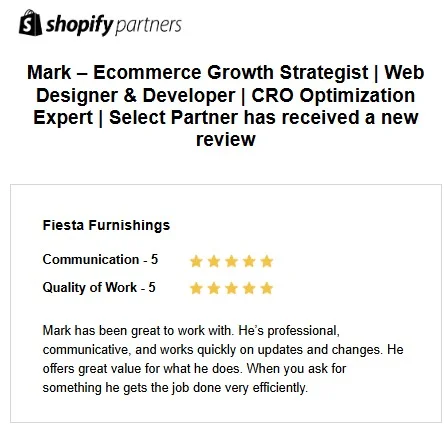 shopify partners
Mark – Ecommerce Growth Strategist | Web
Designer & Developer | CRO Optimization
Expert | Select Partner has received a new
review
Fiesta Furnishings
Communication - 5
Quality of Work - 5
Mark has been great to work with. He's professional,
communicative, and works quickly on updates and changes. He
offers great value for what he does. When you ask for
something he gets the job done very efficiently.